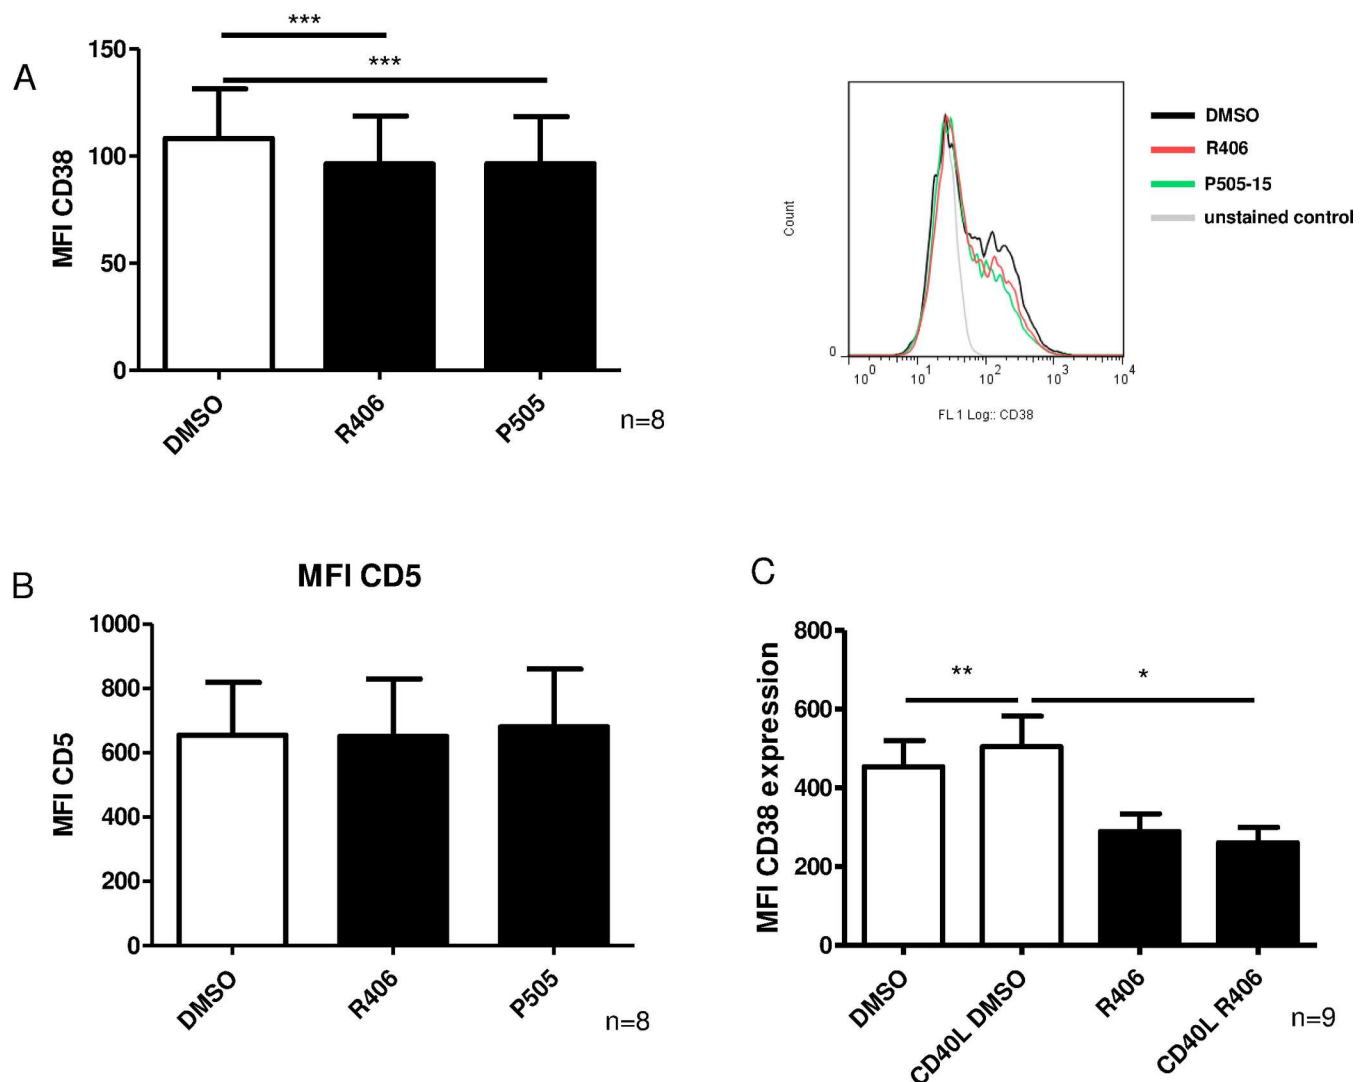 A
***
***
MFI CD38
150
100
50
0
DMSO
R406
P505
n=8
Count
0
10^0
10^1
10^2
10^3
10^4
FL 1 Log:: CD38
DMSO
R406
P505-15
unstained control
B
MFI CD5
MFI CD5
1000
800
600
400
200
0
DMSO
R406
P505
n=8
C
MFI CD38 expression
800
600
400
200
0
**
*
DMSO
CD40L DMSO
R406
CD40L R406
n=9